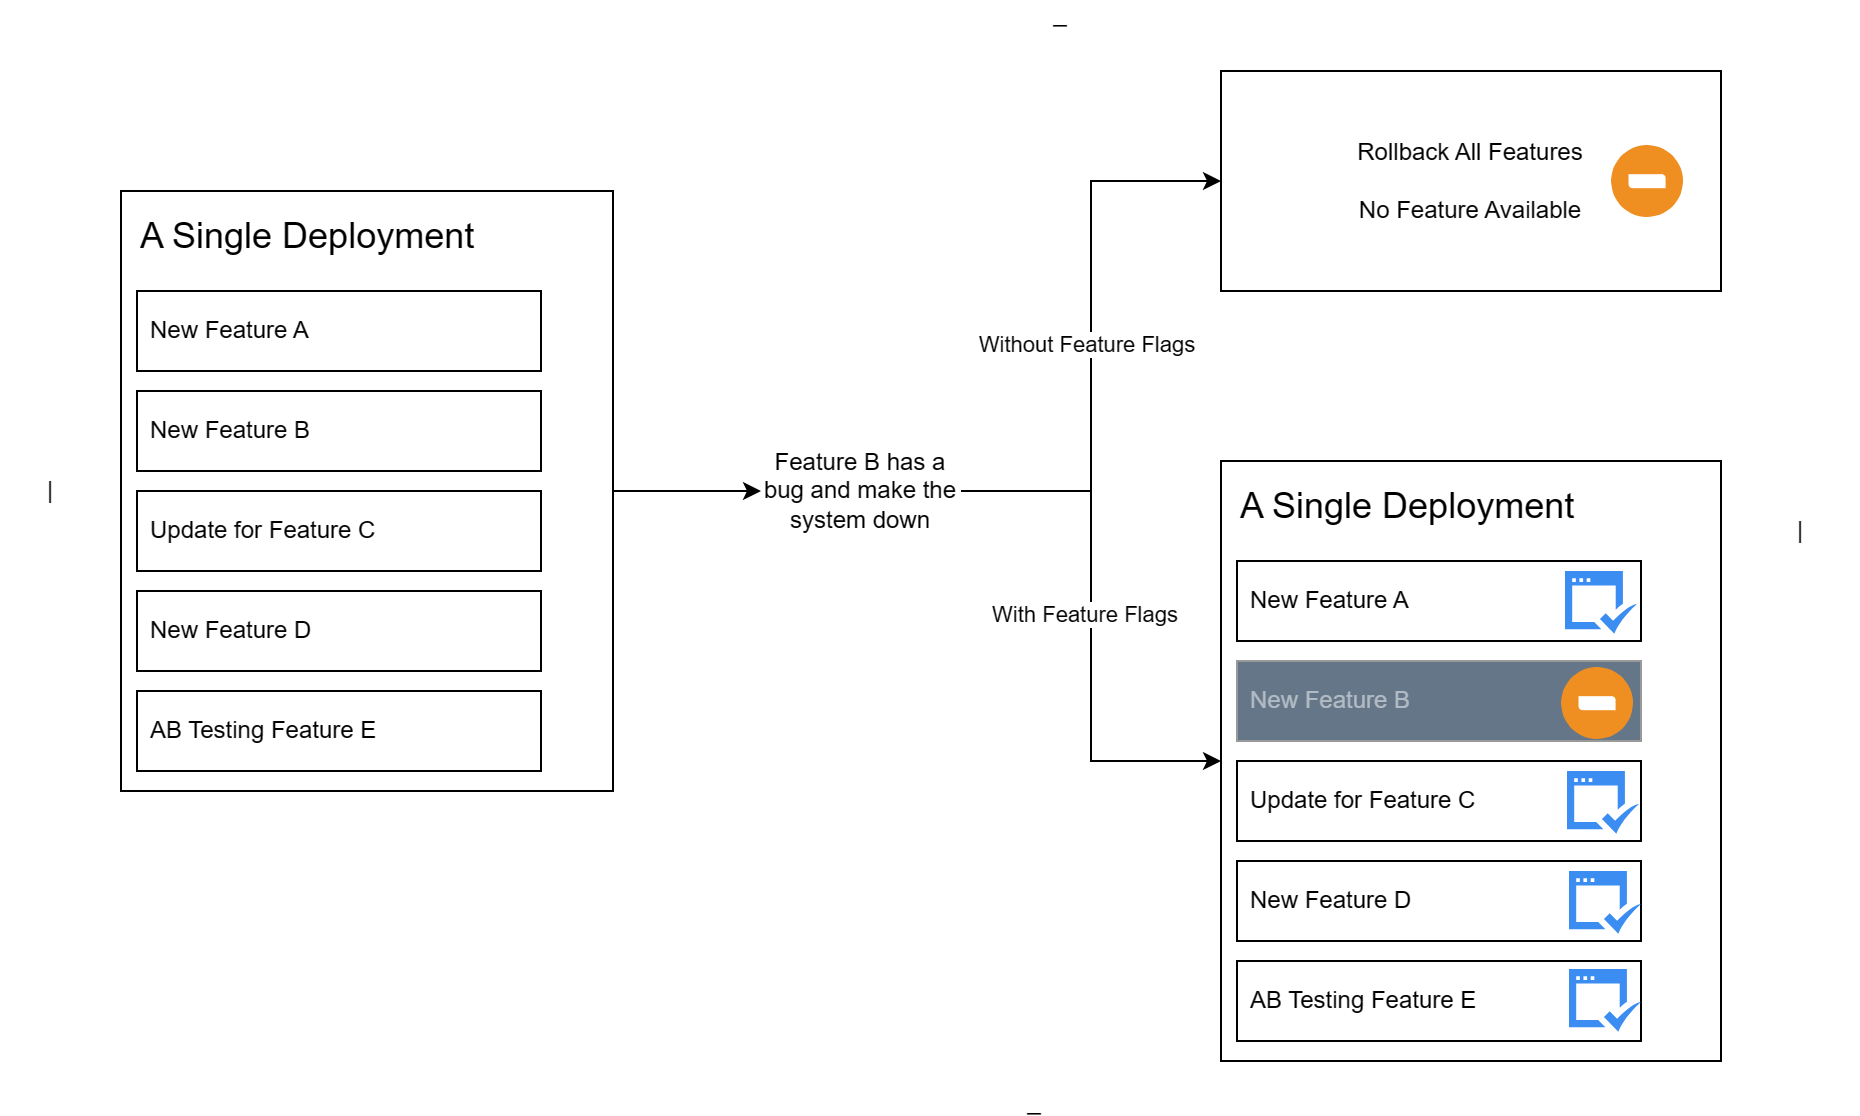 A Single Deployment
New Feature A
New Feature B
Update for Feature C
New Feature D
AB Testing Feature E
Feature B has a
bug and make the
system down
Without Feature Flags
With Feature Flags
Rollback All Features
No Feature Available
A Single Deployment
New Feature A
New Feature B
Update for Feature C
New Feature D
AB Testing Feature E